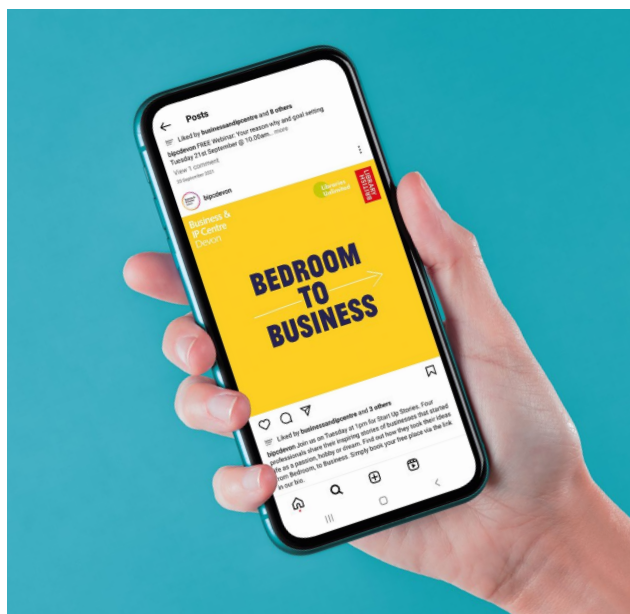 Posts
Liked by businessandipcentre and 8 others
bipcdevon FREE Webinar: Your reason why and goal setting
Tuesday 21st September @ 10.00am... more
View 1 comment
20 September 2021
bipcdevon
Business &
IP Centre
Devon
Libraries
Unlimited
BRITISH
LIBRARY
BEDROOM
TO
BUSINESS
Liked by businessandipcentre and 3 others
bipcdevon Join us on Tuesday at 1pm for Start Up Stories. Four
professionals share their inspiring stories of businesses that started
life as a passion, hobby or dream. Find out how they took their ideas
from Bedroom, to Business. Simply book your free place via the link
in our bio.